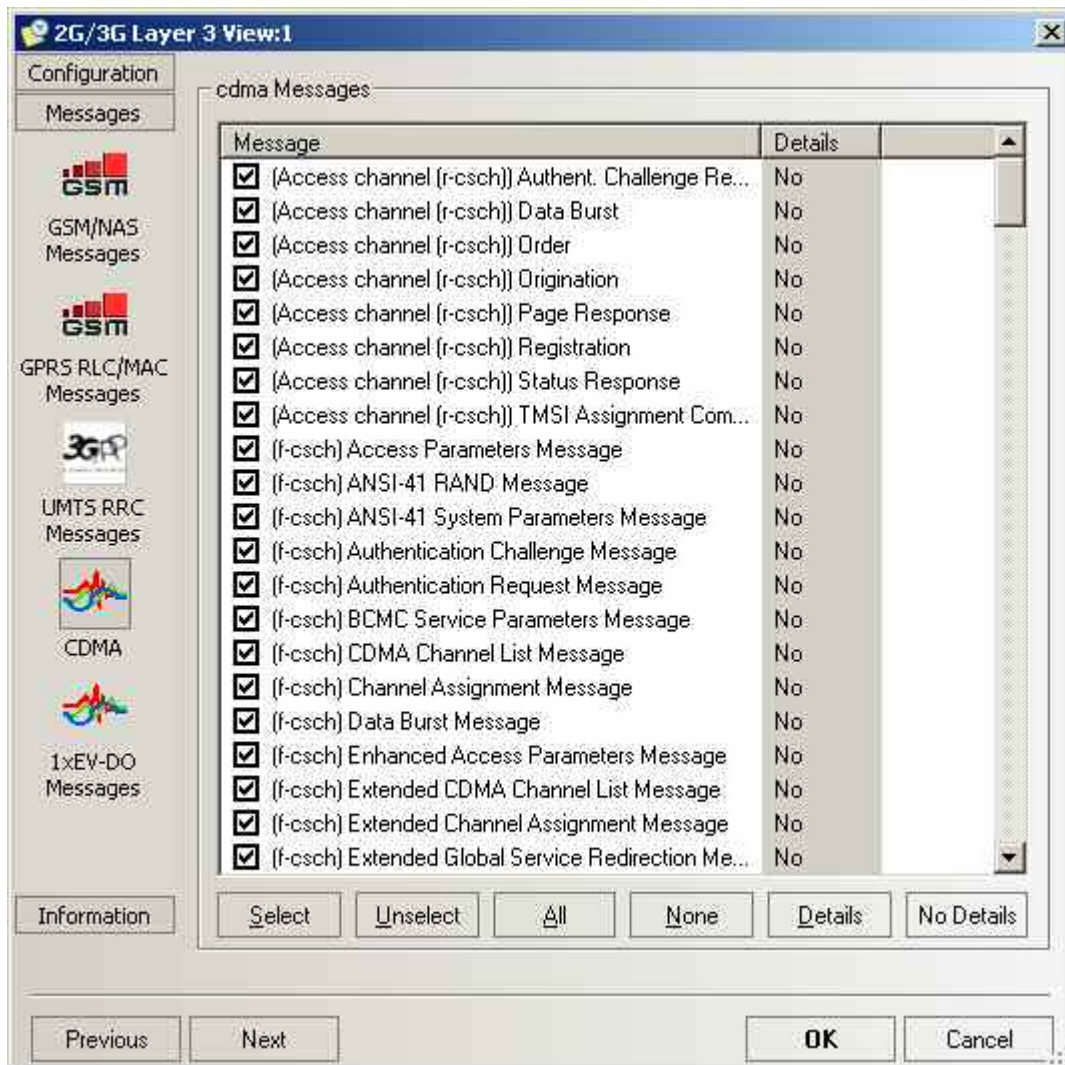 2G/3G Layer 3 View:1
Configuration
Messages
GSM
GSM/NAS
Messages
GSM
GPRS RLC/MAC
Messages
3GPP
UMTS RRC
Messages
CDMA
1xEV-DO
Messages
Information
cdma Messages
Message Details
(Access channel (r-csch)) Authent. Challenge Re... No
(Access channel (r-csch)) Data Burst No
(Access channel (r-csch)) Order No
(Access channel (r-csch)) Origination No
(Access channel (r-csch)) Page Response No
(Access channel (r-csch)) Registration No
(Access channel (r-csch)) Status Response No
(Access channel (r-csch)) TMSI Assignment Com... No
(f-csch) Access Parameters Message No
(f-csch) ANSI-41 RAND Message No
(f-csch) ANSI-41 System Parameters Message No
(f-csch) Authentication Challenge Message No
(f-csch) Authentication Request Message No
(f-csch) BCMC Service Parameters Message No
(f-csch) CDMA Channel List Message No
(f-csch) Channel Assignment Message No
(f-csch) Data Burst Message No
(f-csch) Enhanced Access Parameters Message No
(f-csch) Extended CDMA Channel List Message No
(f-csch) Extended Channel Assignment Message No
(f-csch) Extended Global Service Redirection Me... No
Select Unselect All None Details No Details
Previous Next OK Cancel